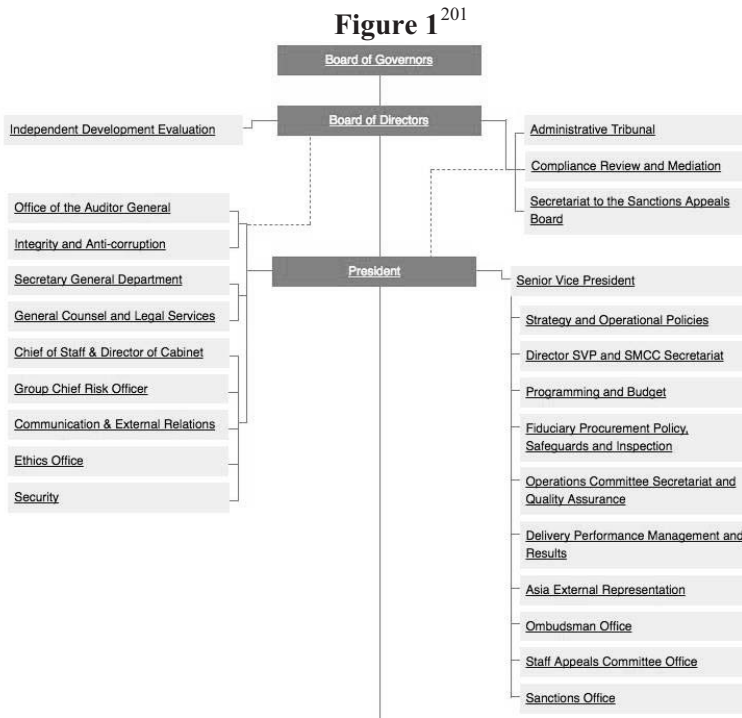 Figure 1201
Board of Governors
Board of Directors
Independent Development Evaluation
Administrative Tribunal
Compliance Review and Mediation
Secretariat to the Sanctions Appeals
Board
Office of the Auditor General
Integrity and Anti-corruption
Secretary General Department
General Counsel and Legal Services
Chief of Staff & Director of Cabinet
Group Chief Risk Officer
Communication & External Relations
Ethics Office
Security
President
Senior Vice President
Strategy and Operational Policies
Director SVP and SMCC Secretariat
Programming and Budget
Fiduciary Procurement Policy,
Safeguards and Inspection
Operations Committee Secretariat and
Quality Assurance
Delivery Performance Management and
Results
Asia External Representation
Ombudsman Office
Staff Appeals Committee Office
Sanctions Office